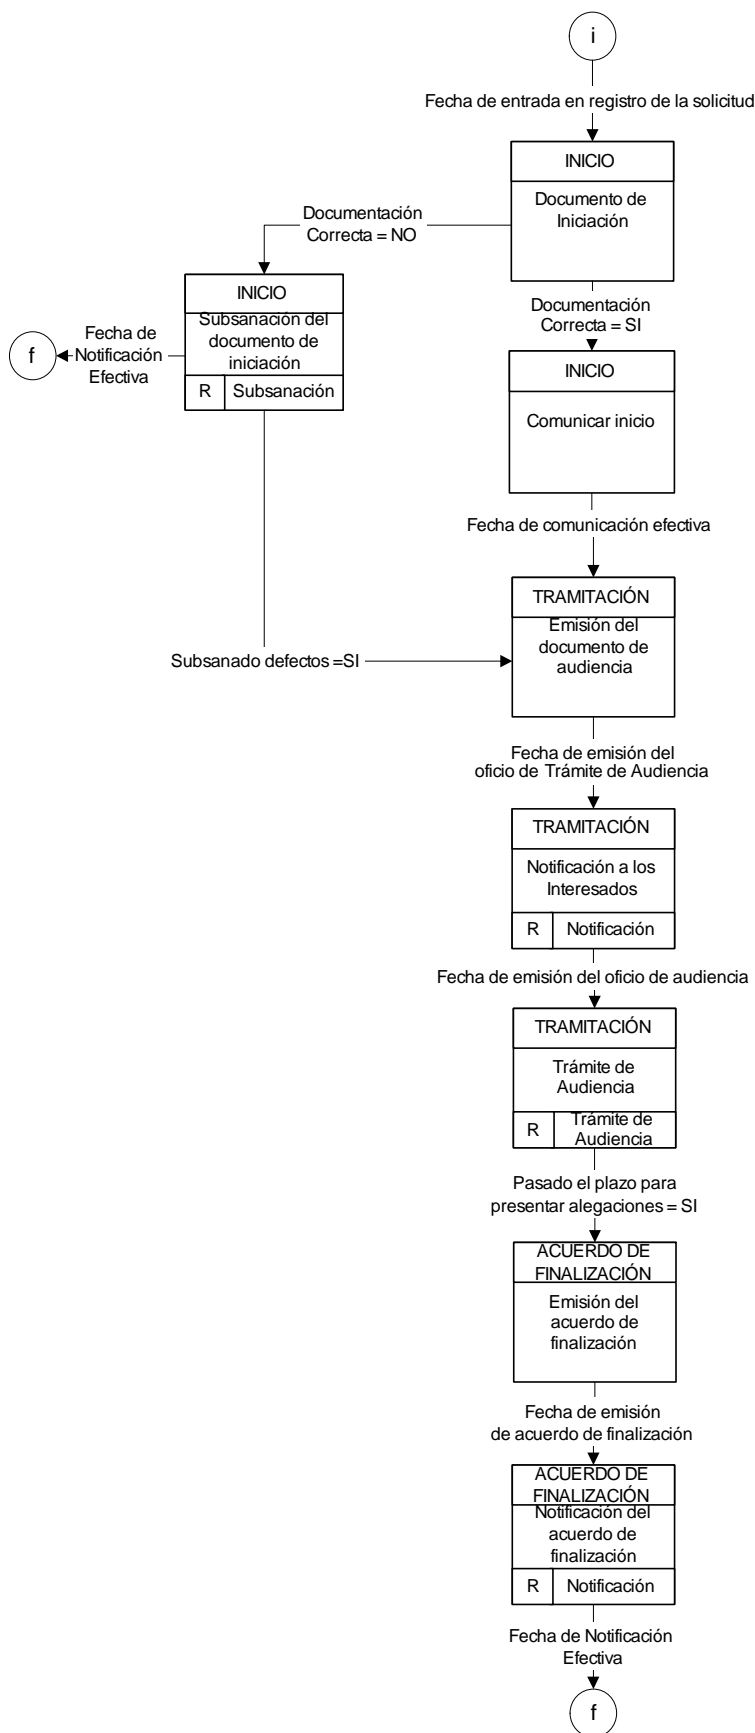 i
Fecha de entrada en registro de la solicitud
INICIO
Documento de
Iniciación
Documentación
Correcta = NO
INICIO
Subsanación del
documento de
iniciación
R
Subsanación
Fecha de
Notificación
Efectiva
f
Documentación
Correcta = SI
INICIO
Comunicar inicio
Fecha de comunicación efectiva
Subsanado defectos =SI
TRAMITACIÓN
Emisión del
documento de
audiencia
Fecha de emisión del
oficio de Trámite de Audiencia
TRAMITACIÓN
Notificación a los
Interesados
R
Notificación
Fecha de emisión del oficio de audiencia
TRAMITACIÓN
Trámite de
Audiencia
R
Trámite de
Audiencia
Pasado el plazo para
presentar alegaciones = SI
ACUERDO DE
FINALIZACIÓN
Emisión del
acuerdo de
finalización
Fecha de emisión
de acuerdo de finalización
ACUERDO DE
FINALIZACIÓN
Notificación del
acuerdo de
finalización
R
Notificación
Fecha de Notificación
Efectiva
f